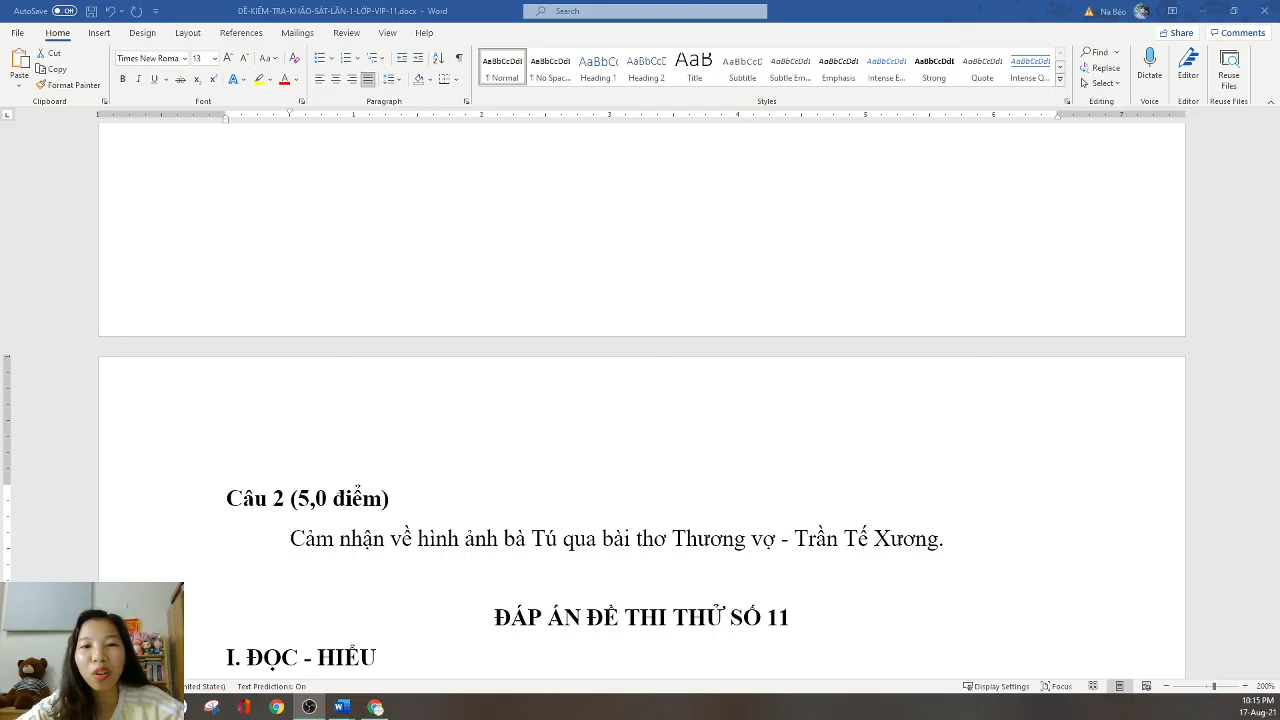 AutoSave Off
ĐỀ-KIỂM-TRA-KHẢO-SÁT-LẦN-1-LỚP-VIP-11.docx - Word
Search
Na Béo
File Home Insert Design Layout References Mailings Review View Help
Share Comments
Paste
Cut
Copy
Format Painter
Clipboard
Times New Roma 13
Font
Paragraph
AaBbCcDdI AaBbCcDdI AaBbC AaBbCcD AaB AaBbCcD AaBbCcDdI AaBbCcDdI AaBbCcDdI AaBbCcDdI AaBbCcDdI AaBbCcDdI
¶ Normal ¶ No Spac... Heading 1 Heading 2 Title Subtitle Subtle Em... Emphasis Intense E... Strong Quote Intense Q...
Styles
Find
Replace
Select
Editing
Dictate
Voice
Editor
Editor
Reuse Files
Reuse Files
Câu 2 (5,0 điểm)
Cảm nhận về hình ảnh bà Tú qua bài thơ Thương vợ - Trần Tế Xương.
ĐÁP ÁN ĐỀ THI THỬ SỐ 11
I. ĐỌC - HIỂU
nited States) Text Predictions: On
Display Settings Focus 200%
10:15 PM
17-Aug-21